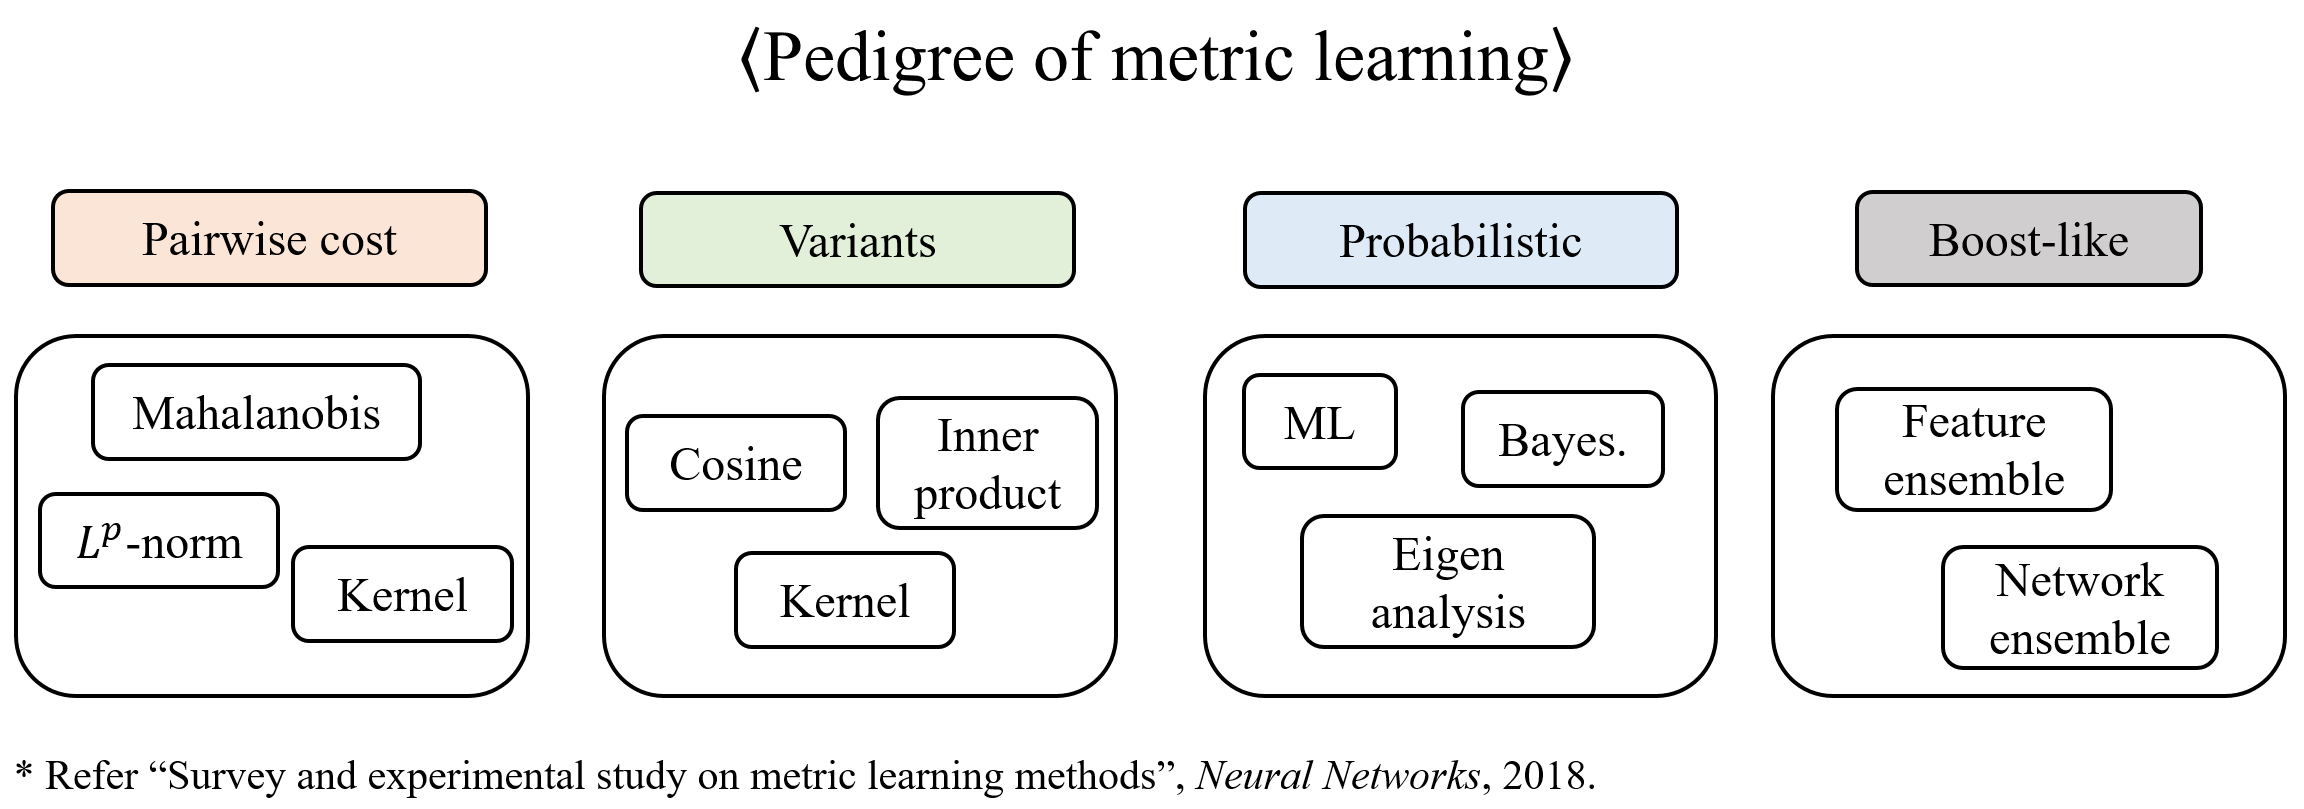 ⟨Pedigree of metric learning⟩
Pairwise cost
Variants
Probabilistic
Boost-like
Mahalanobis
L^p-norm
Kernel
Cosine
Inner
product
Kernel
ML
Bayes.
Eigen
analysis
Feature
ensemble
Network
ensemble
* Refer “Survey and experimental study on metric learning methods”, Neural Networks, 2018.